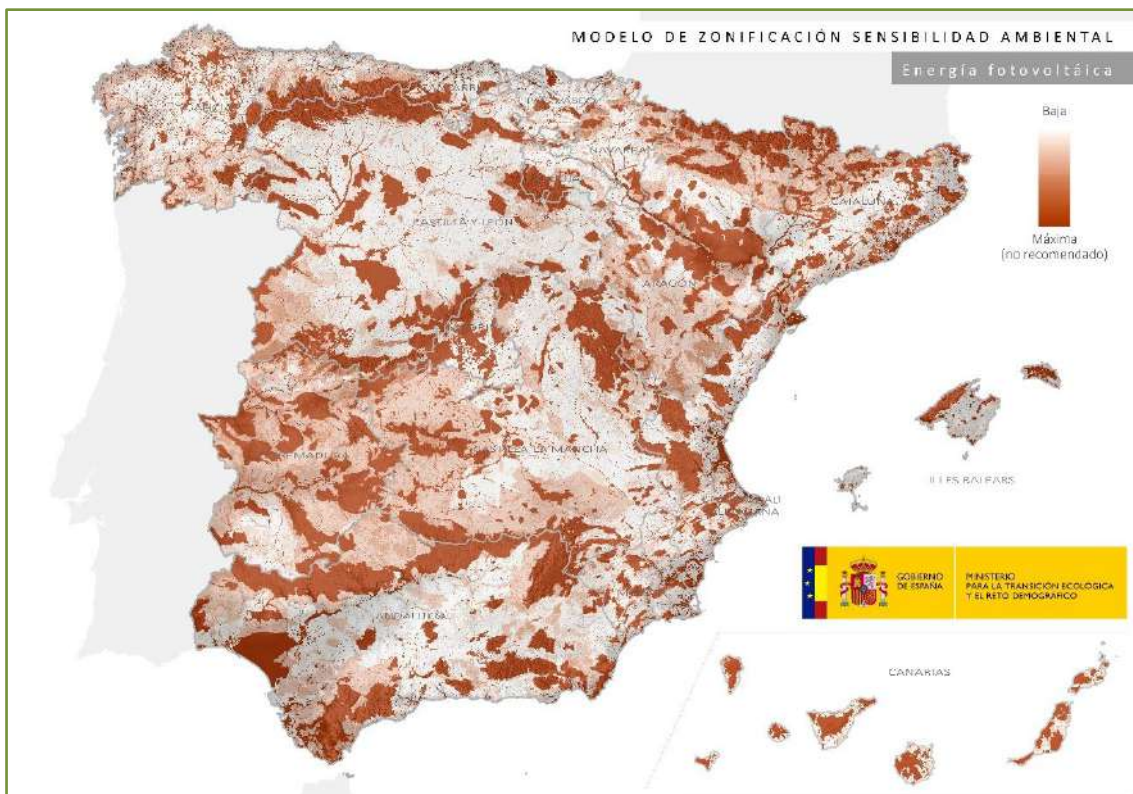 MODELO DE ZONIFICACIÓN SENSIBILIDAD AMBIENTAL
Energía fotovoltáica
Baja
Máxima
(no recomendado)
NAVARRA
CATALUÑA
CASTILLA Y LEÓN
ARAGÓN
CASTILLA LA MANCHA
ILLES BALEARS
ANDALUCÍA
GOBIERNO
DE ESPAÑA
MINISTERIO
PARA LA TRANSICIÓN ECOLÓGICA
Y EL RETO DEMOGRÁFICO
CANARIAS